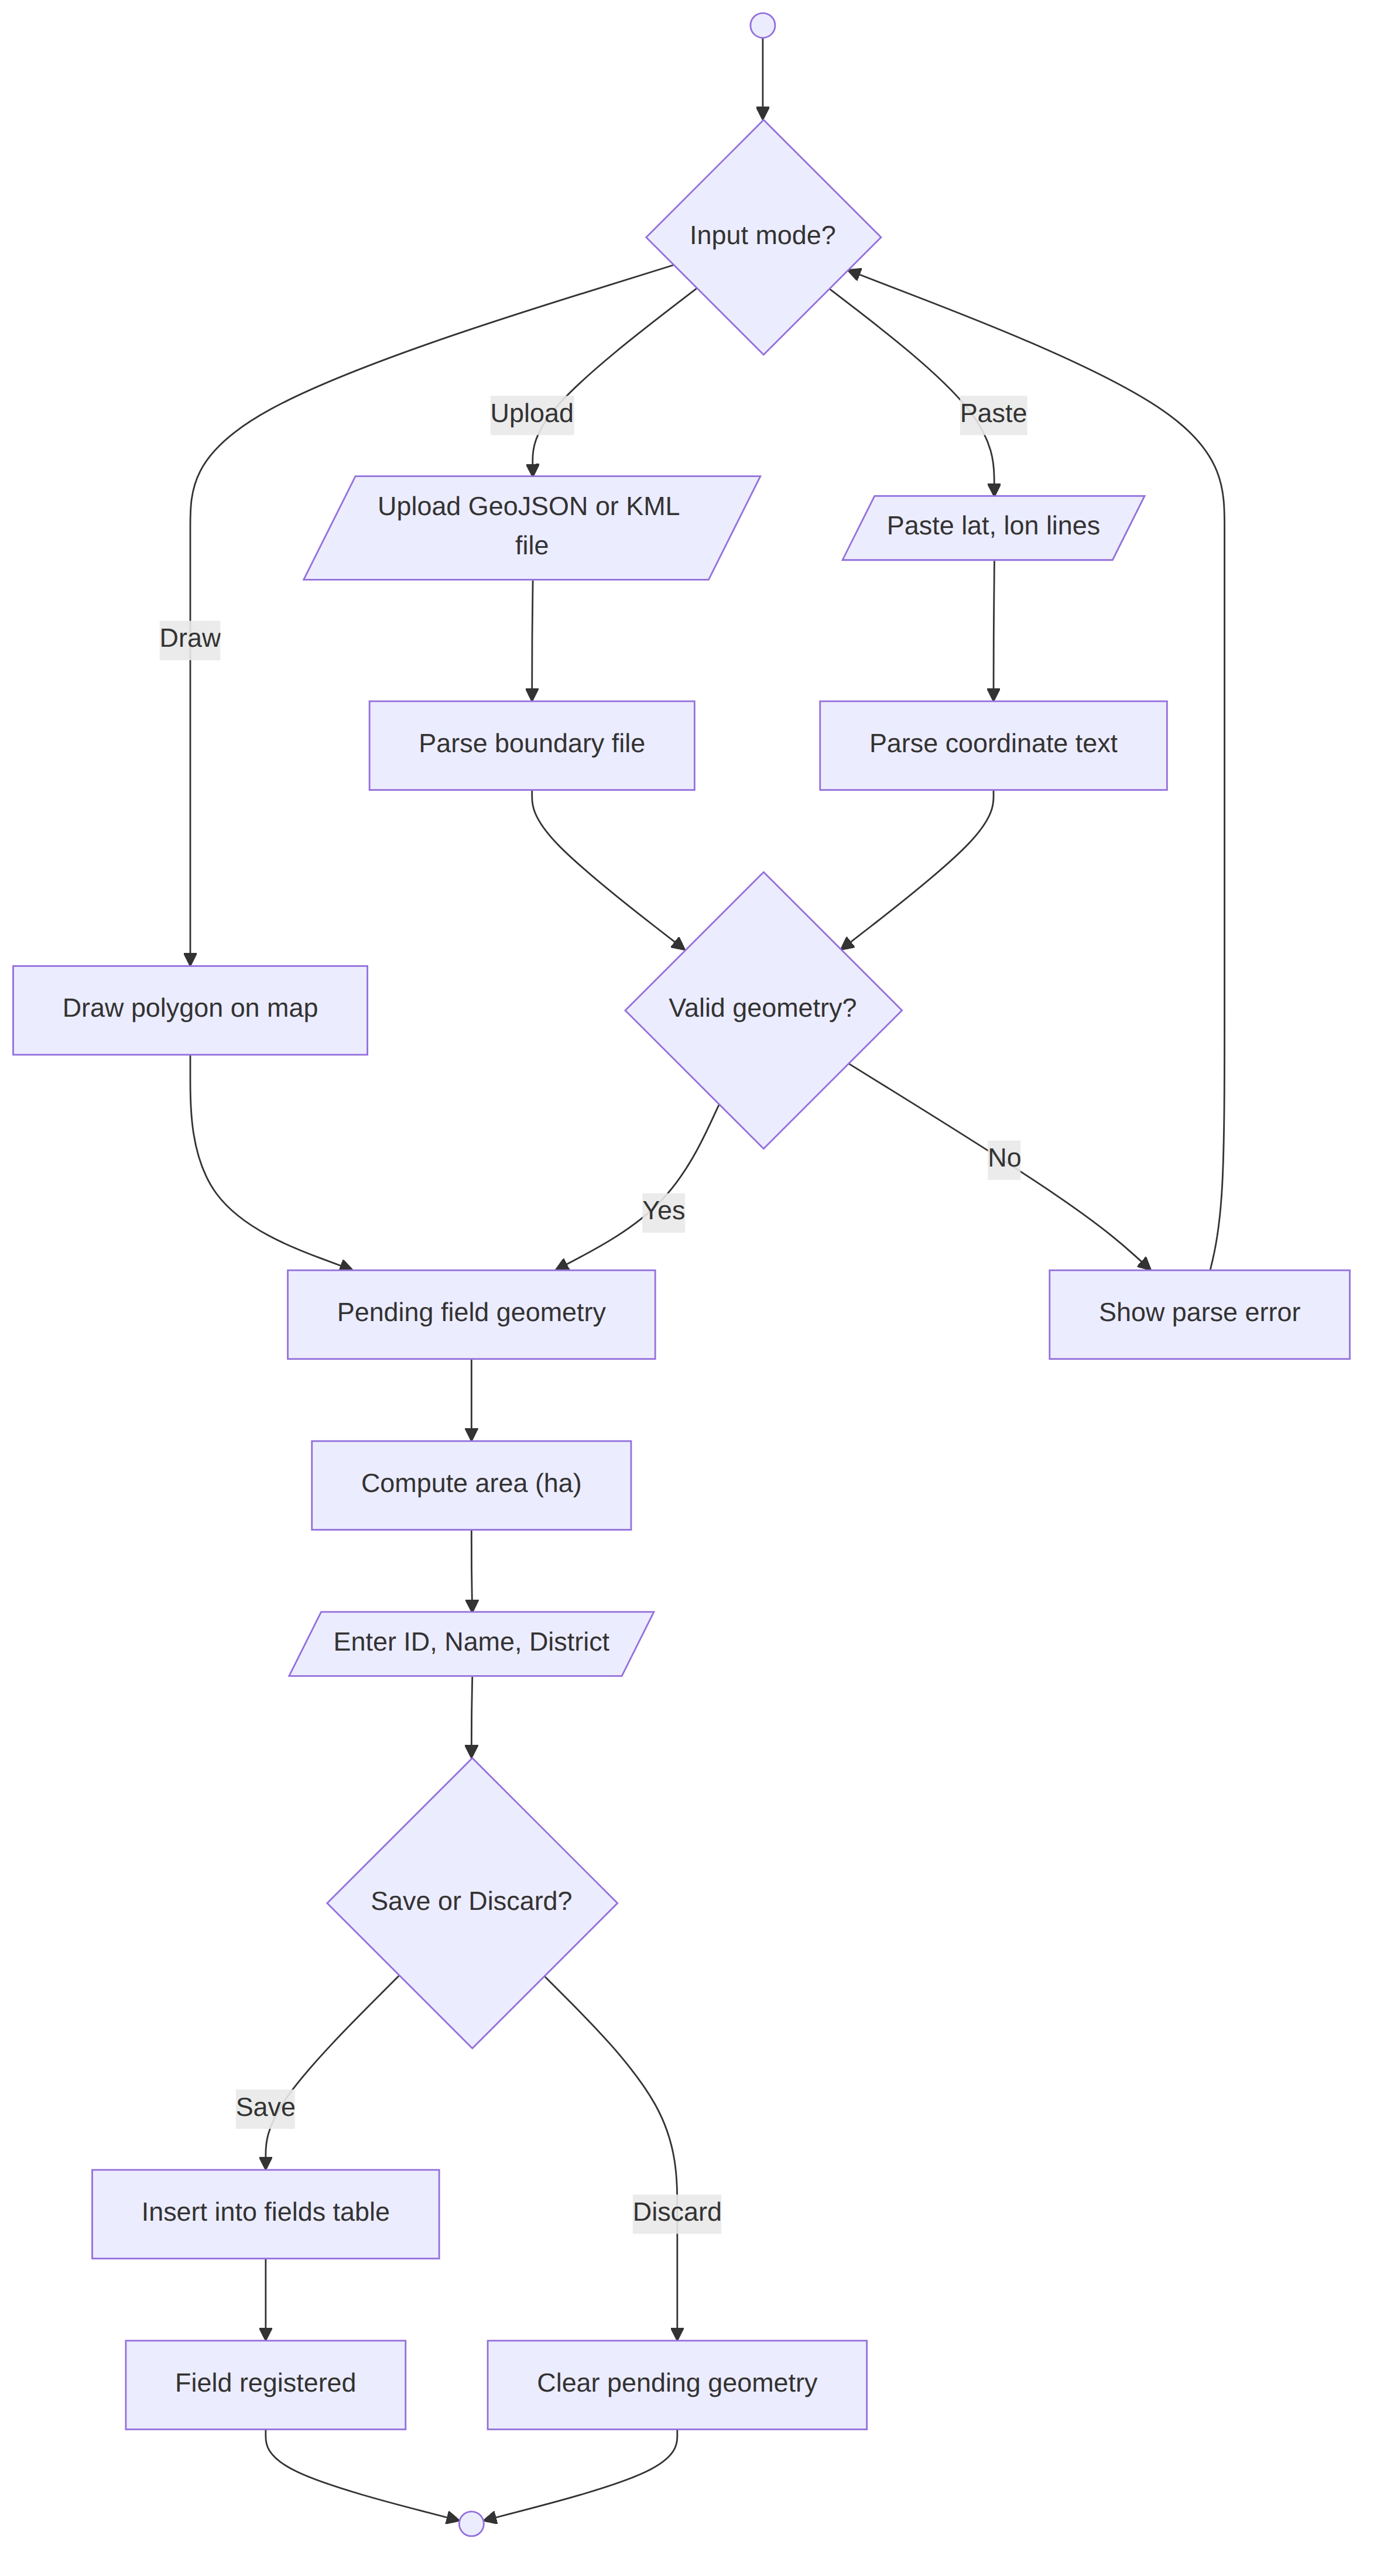 Input mode?
Upload
Paste
Upload GeoJSON or KML
file
Paste lat, lon lines
Draw
Parse boundary file
Parse coordinate text
Draw polygon on map
Valid geometry?
No
Yes
Pending field geometry
Show parse error
Compute area (ha)
Enter ID, Name, District
Save or Discard?
Save
Insert into fields table
Discard
Field registered
Clear pending geometry